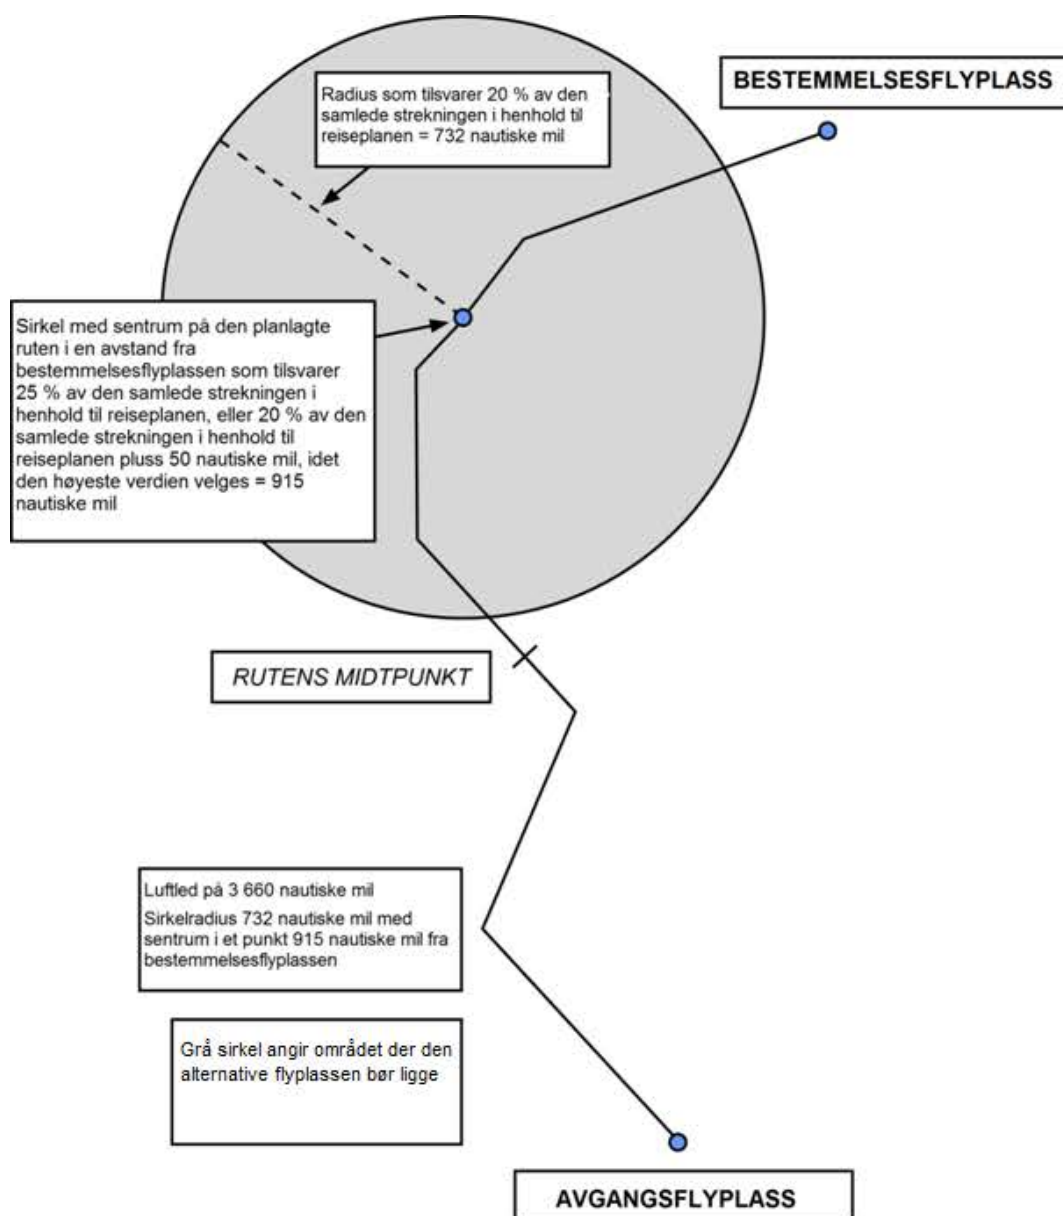 BESTEMMELSESFLYPLASS
Radius som tilsvarer 20 % av den
samlede strekningen i henhold til
reiseplanen = 732 nautiske mil
Sirkel med sentrum på den planlagte
ruten i en avstand fra
bestemmelsesflyplassen som tilsvarer
25 % av den samlede strekningen i
henhold til reiseplanen, eller 20 % av den
samlede strekningen i henhold til
reiseplanen pluss 50 nautiske mil, idet
den høyeste verdien velges = 915
nautiske mil
RUTENS MIDTPUNKT
Luftled på 3 660 nautiske mil
Sirkelradius 732 nautiske mil med
sentrum i et punkt 915 nautiske mil fra
bestemmelsesflyplassen
Grå sirkel angir området der den
alternative flyplassen bør ligge
AVGANGSFLYPLASS